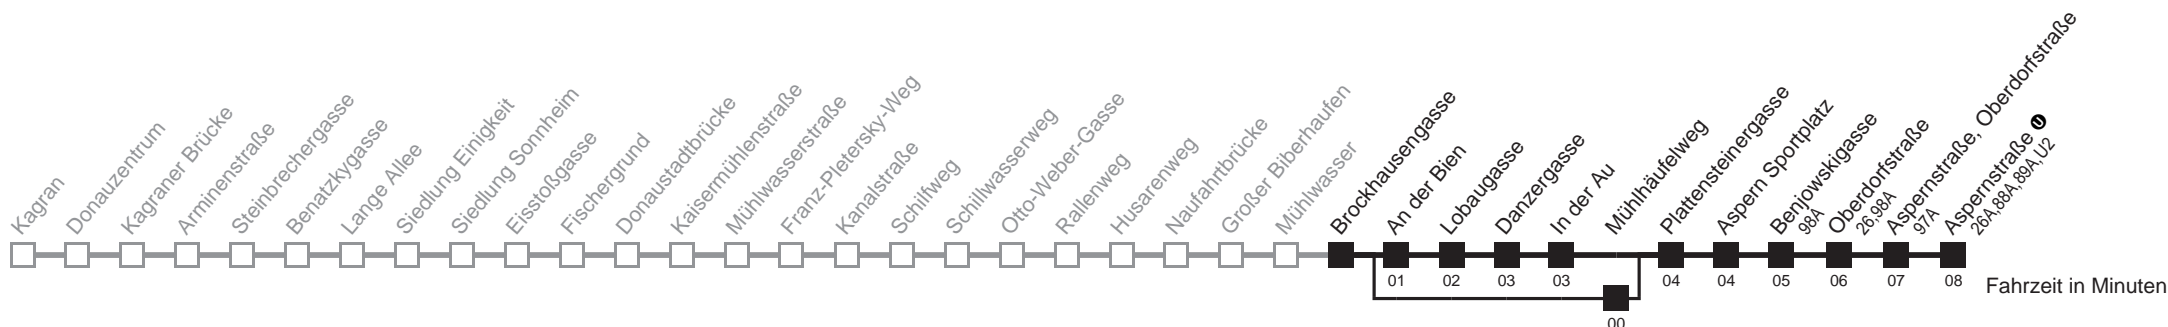 Kagran
Donauzentrum
Kagraner Brücke
Arminenstraße
Steinbrechergasse
Benatzkygasse
Lange Allee
Siedlung Einigkeit
Siedlung Sonnheim
Eisstoßgasse
Fischergrund
Donaustadtbrücke
Kaisermühlenstraße
Mühlwasserstraße
Franz-Pletersky-Weg
Kanalstraße
Schilfweg
Schillwasserweg
Otto-Weber-Gasse
Rallenweg
Husarenweg
Naufahrtbrücke
Großer Biberhaufen
Mühlwasser
Brockhausengasse
An der Bien
Lobaugasse
Danzergasse
In der Au
Mühlhäufelweg
Plattensteinergasse
Aspern Sportplatz
Benjowskigasse
98A
Oberdorfstraße
26,98A
Aspernstraße, Oberdorfstraße
97A
Aspernstraße U
26A,88A,89A,U2
01 02 03 03 04 04 05 06 07 08
Fahrzeit in Minuten
00